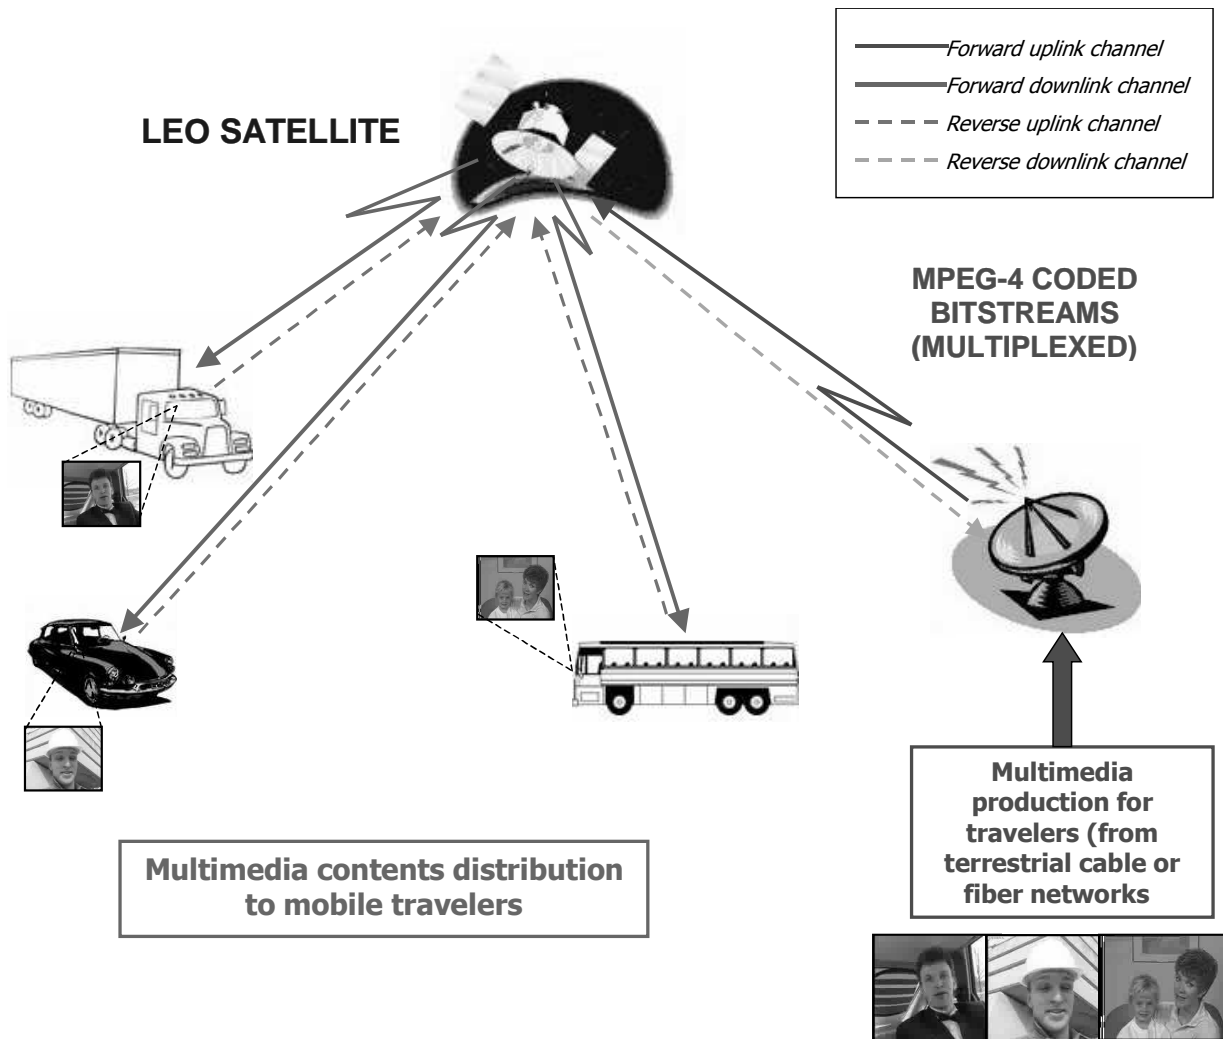 Forward uplink channel
Forward downlink channel
Reverse uplink channel
Reverse downlink channel
LEO SATELLITE
MPEG-4 CODED
BITSTREAMS
(MULTIPLEXED)
Multimedia
production for
travelers (from
terrestrial cable or
fiber networks
Multimedia contents distribution
to mobile travelers